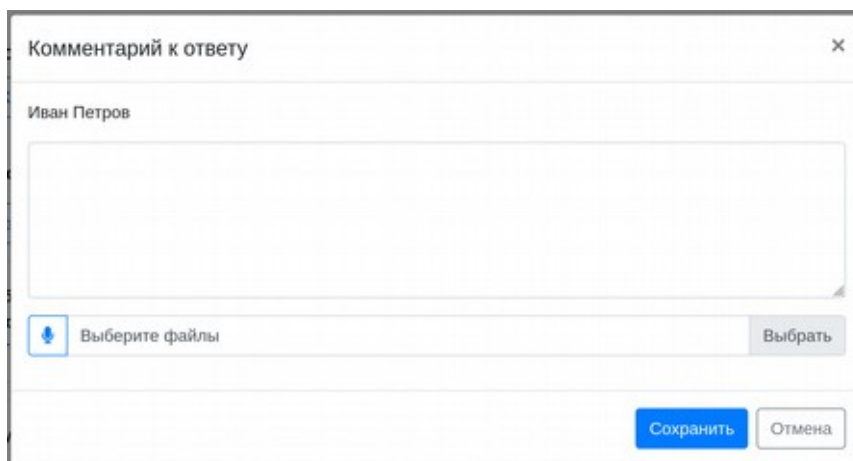 Комментарий к ответу ×
Иван Петров
Выберите файлы Выбрать
Сохранить Отмена